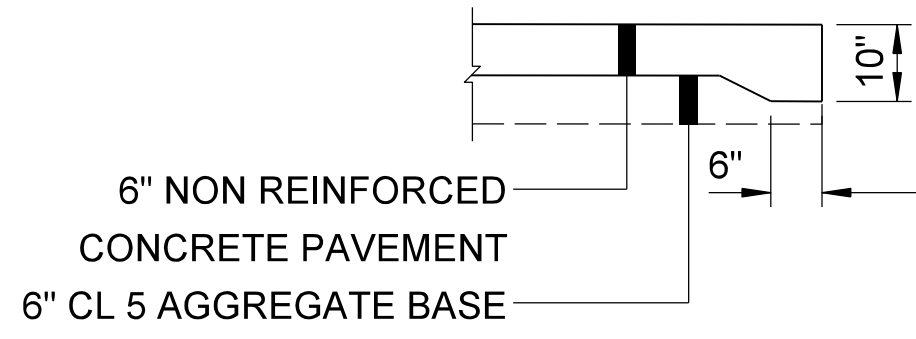 10"
6"
6" NON REINFORCED
CONCRETE PAVEMENT
6" CL 5 AGGREGATE BASE